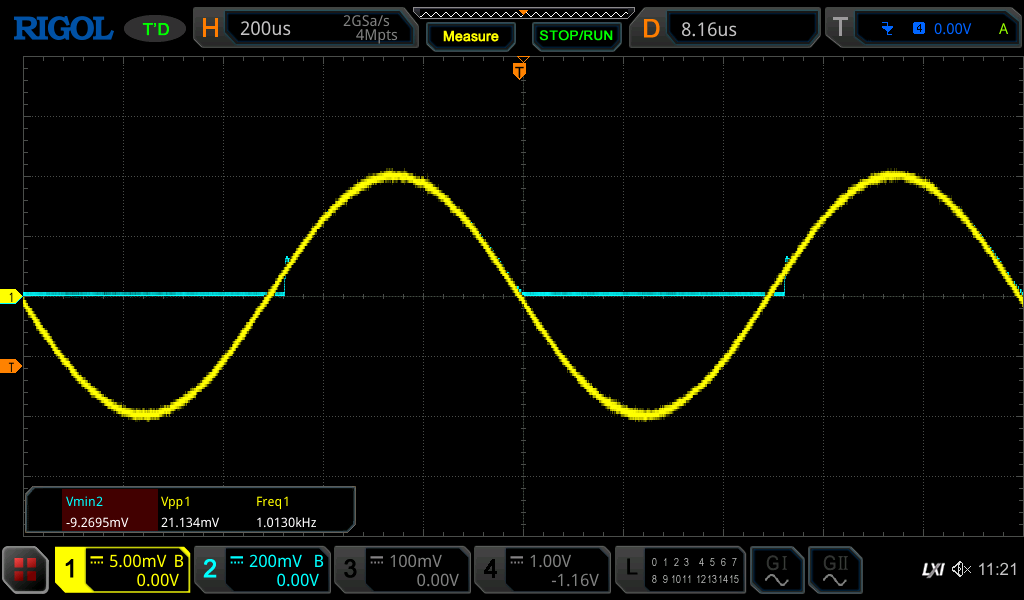 RIGOL T'D H 200us 2GSa/s 4Mpts Measure STOP/RUN D 8.16us T 4 0.00V A
T
1
T
Vmin2 Vpp1 Freq1
-9.2695mV 21.134mV 1.0130kHz
1 5.00mV B 0.00V
2 200mV B 0.00V
3 100mV 0.00V
4 1.00V -1.16V
L 0 1 2 3 4 5 6 7
8 9 10 11 12 13 14 15
GI
GII
LXI 11:21